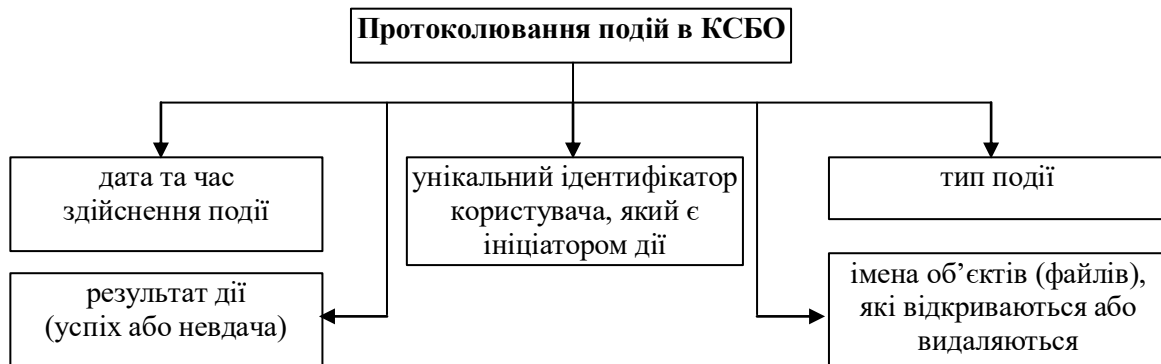 Протоколювання подій в КСБО
дата та час
здійснення події
унікальний ідентифікатор
користувача, який є
ініціатором дії
тип події
результат дії
(успіх або невдача)
імена об’єктів (файлів),
які відкриваються або
видаляються